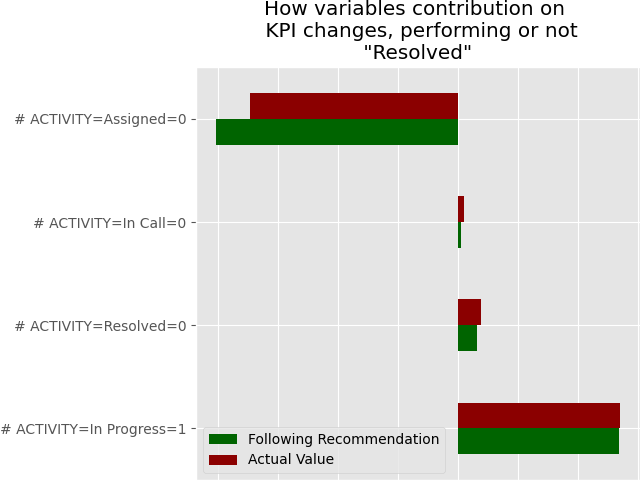 How variables contribution on
KPI changes, performing or not
"Resolved"
# ACTIVITY=Assigned=0
# ACTIVITY=In Call=0
# ACTIVITY=Resolved=0
# ACTIVITY=In Progress=1
Following Recommendation
Actual Value